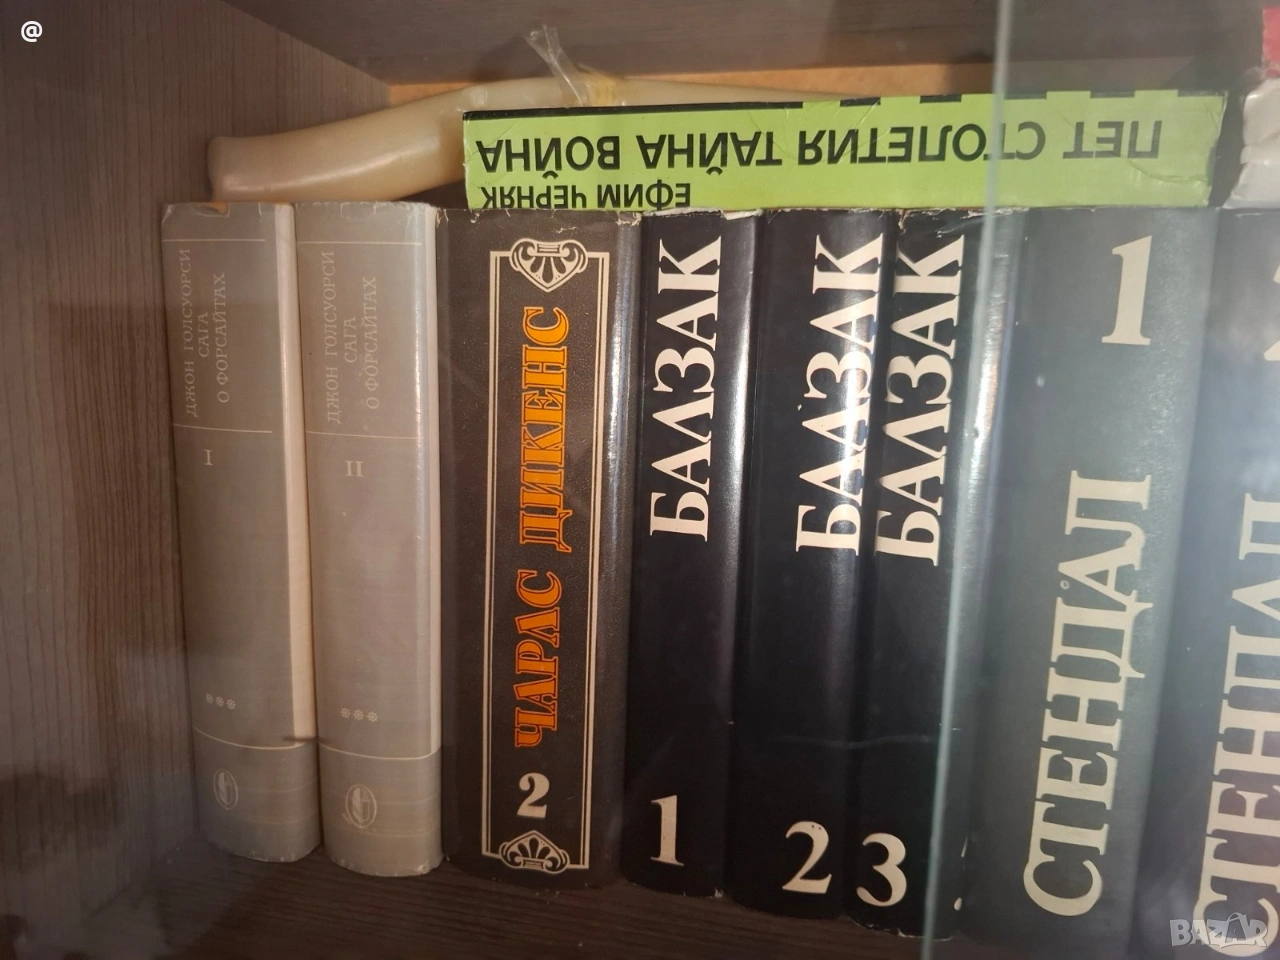 @
ПЕТ СТОЛЕТИЯ ТАЙНА ВОЙНА
ЕФИМ ЧЕРНЯК
ДЖОН ГОЛСУОРСИ
САГА
О ФОРСАЙТАХ
I
***
ДЖОН ГОЛСУОРСИ
САГА
О ФОРСАЙТАХ
II
***
ЧАРЛС ДИКЕНС
2
БАЛЗАК
1
БАЛЗАК
2
БАЛЗАК
3
СТЕНДАЛ
1
СТЕНДАЛ
BAZAR